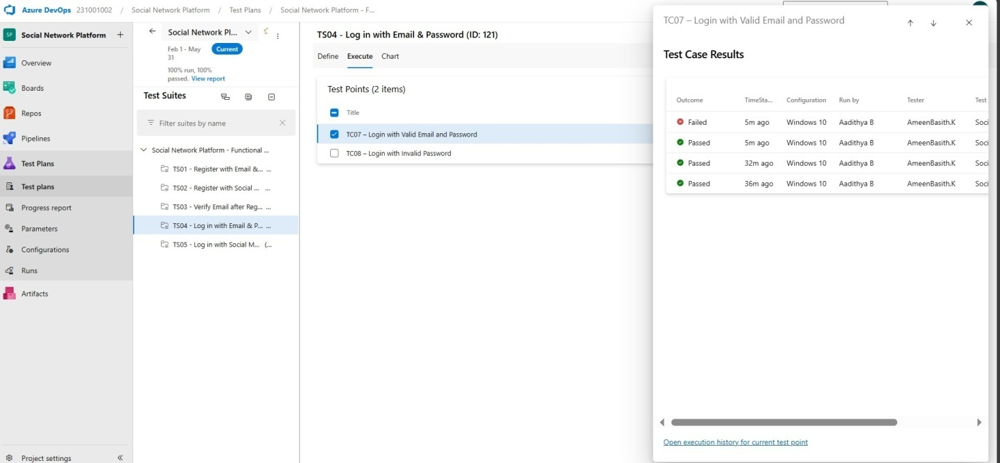 Azure DevOps 231001002 / Social Network Platform / Test Plans / Social Network Platform - F...
SP Social Network Platform +
Overview
Boards
Repos
Pipelines
Test Plans
Test plans
Progress report
Parameters
Configurations
Runs
Artifacts
Project settings
Social Network Pl...
Feb 1 - May
31
Current
100% run, 100%
passed. View report
Test Suites
Filter suites by name
Social Network Platform - Functional ...
TS01 - Register with Email &... ...
TS02 - Register with Social ... ...
TS03 - Verify Email after Reg... ...
TS04 - Log in with Email & P... ...
TS05 - Log in with Social M... (...
TS04 - Log in with Email & Password (ID: 121)
Define Execute Chart
Test Points (2 items)
Title
TC07 – Login with Valid Email and Password
TC08 – Login with Invalid Password
TC07 – Login with Valid Email and Password
Test Case Results
Outcome TimeSta... Configuration Run by Tester Test
Failed 5m ago Windows 10 Aadithya B AmeenBasith.K Soci
Passed 5m ago Windows 10 Aadithya B AmeenBasith.K Soci
Passed 32m ago Windows 10 Aadithya B AmeenBasith.K Soci
Passed 36m ago Windows 10 Aadithya B AmeenBasith.K Soci
Open execution history for current test point